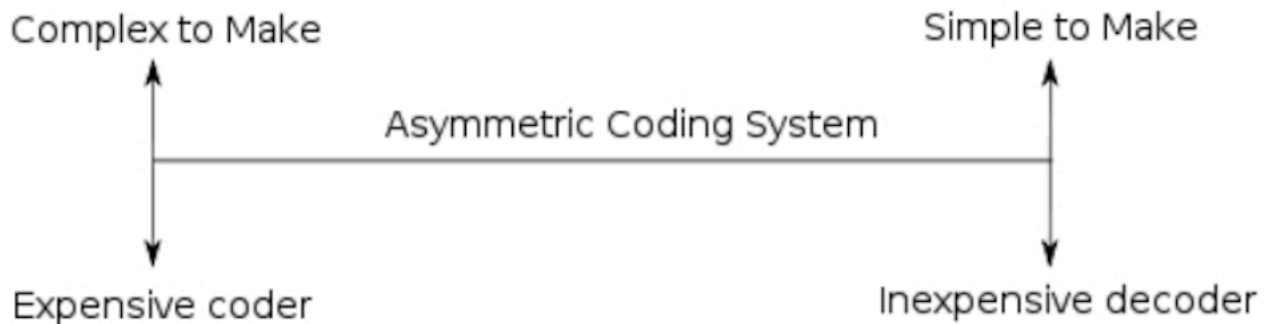 Complex to Make
Simple to Make
Asymmetric Coding System
Expensive coder
Inexpensive decoder